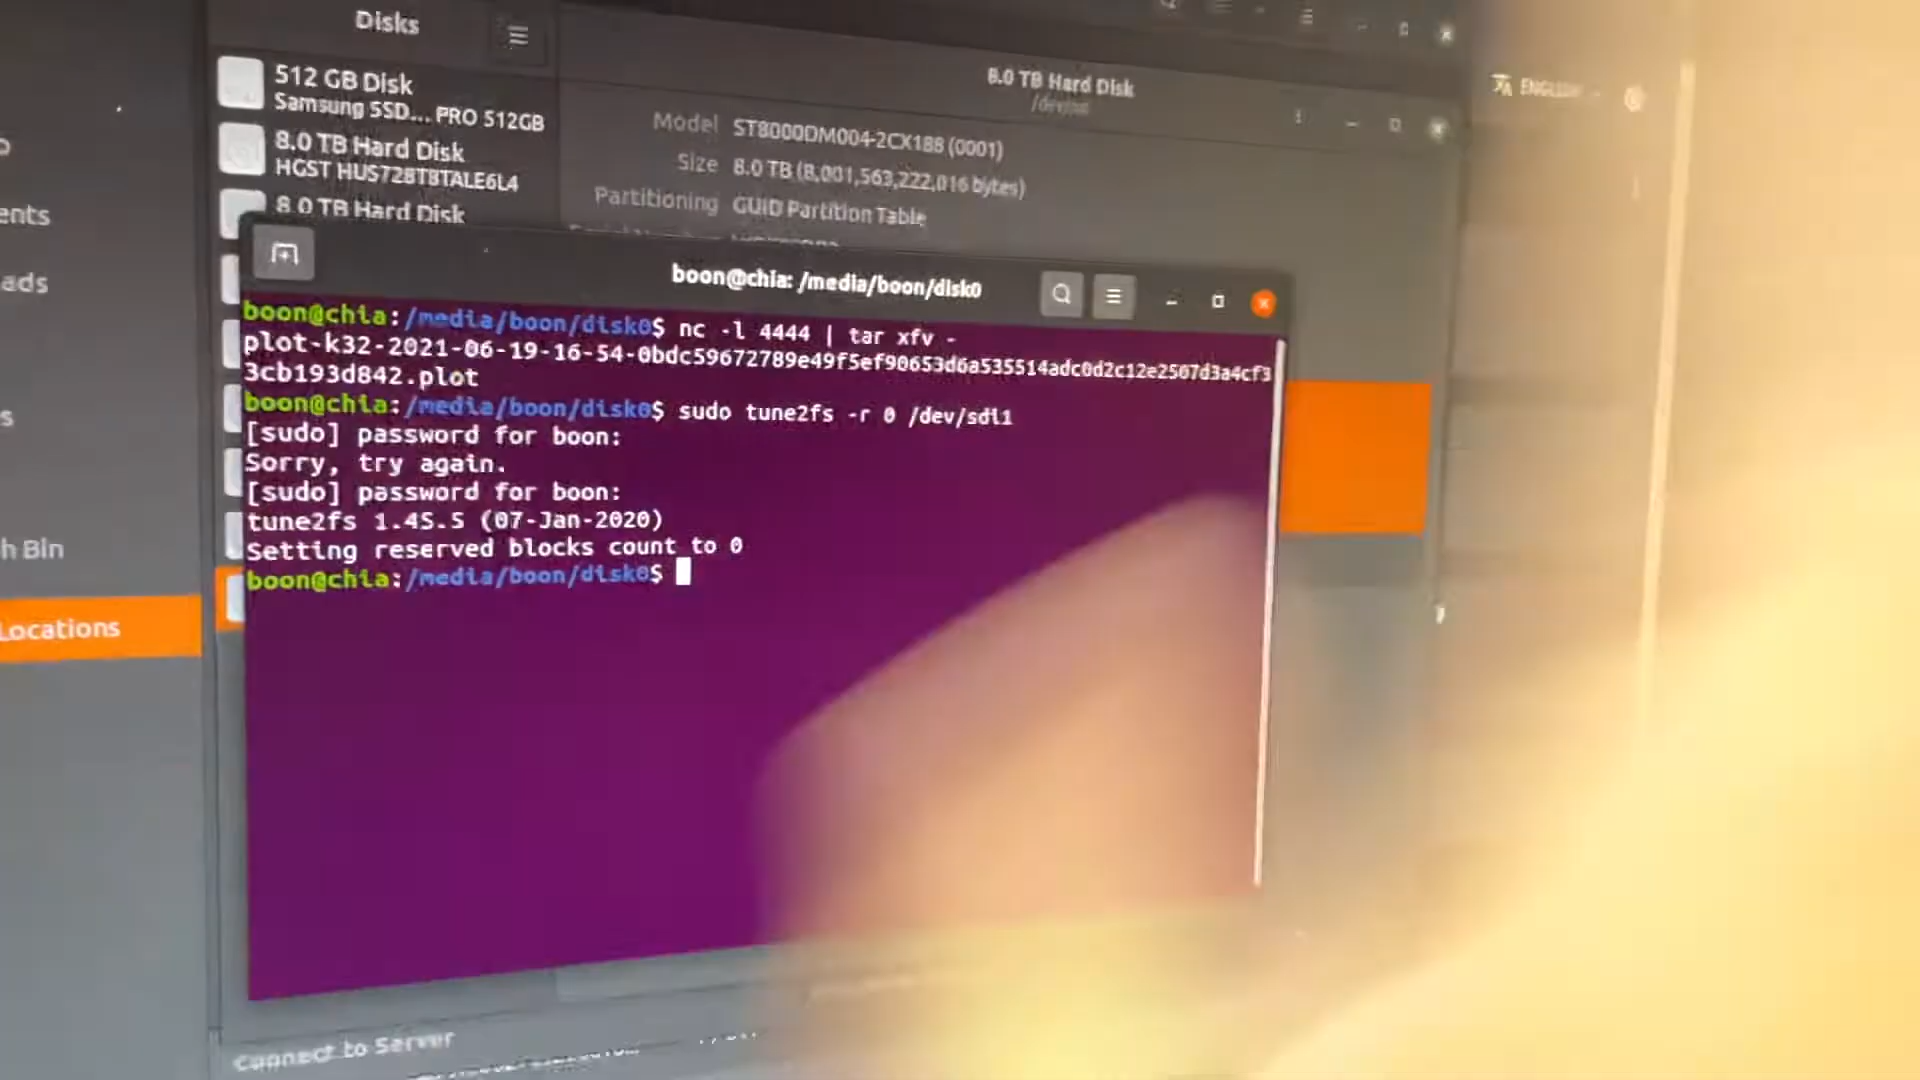 Disks
512 GB Disk
Samsung SSD... PRO 512GB
8.0 TB Hard Disk
HGST HUS728T8TALE6L4
8.0 TB Hard Disk
8.0 TB Hard Disk
Model ST8000DM004-2CX188 (0001)
Size 8.0 TB (8,001,563,222,016 bytes)
Partitioning GUID Partition Table
ENGLISH
ents
ads
s
h Bin
Locations
boon@chia: /media/boon/disk0
boon@chia:/media/boon/disk0$ nc -l 4444 | tar xfv -
plot-k32-2021-06-19-16-54-0bdc59672789e49f5ef90653d6a535514adc0d2c12e2507d3a4cf3
3cb193d842.plot
boon@chia:/media/boon/disk0$ sudo tune2fs -r 0 /dev/sdl1
[sudo] password for boon:
Sorry, try again.
[sudo] password for boon:
tune2fs 1.45.5 (07-Jan-2020)
Setting reserved blocks count to 0
boon@chia:/media/boon/disk0$
Connect to Server